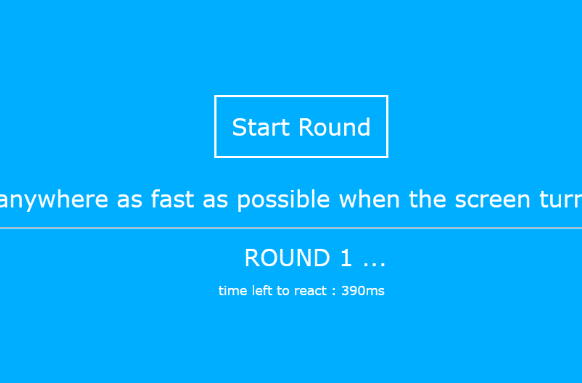 Start Round
anywhere as fast as possible when the screen turn
ROUND 1 ...
time left to react : 390ms